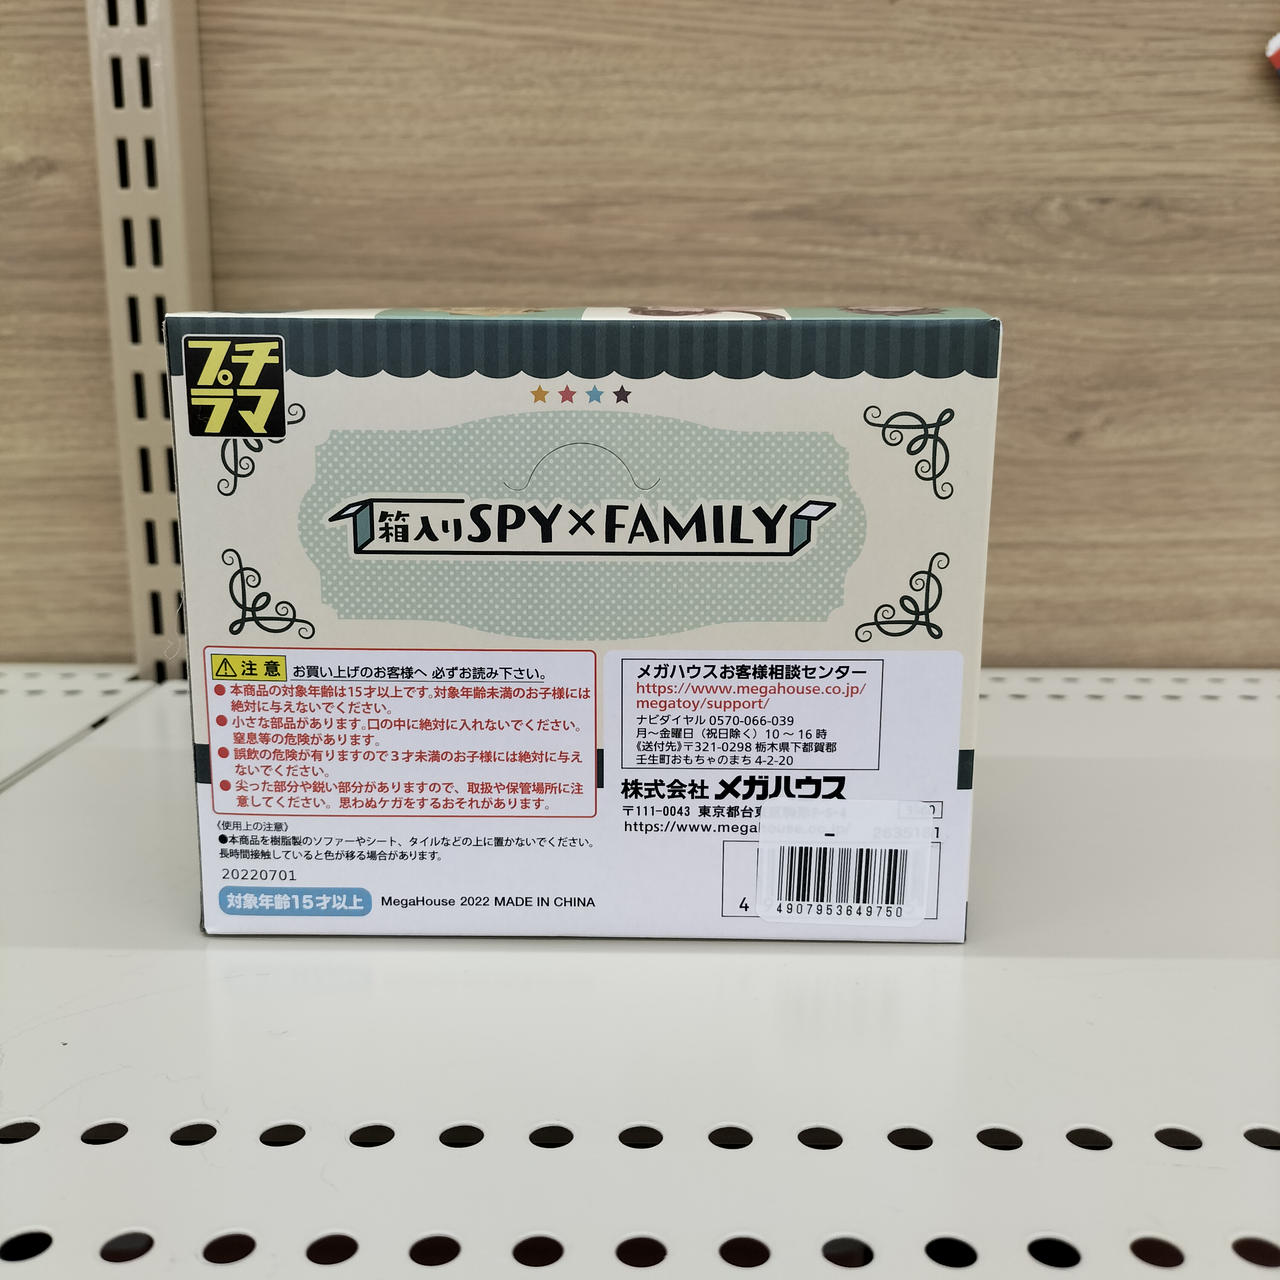 プチ
ラマ
箱入りSPY×FAMILY
注意 お買い上げのお客様へ 必ずお読み下さい。
●本商品の対象年齢は15才以上です。対象年齢未満のお子様には
絶対に与えないでください。
●小さな部品があります。口の中に絶対に入れないでください。
窒息等の危険があります。
●誤飲の危険が有りますので3才未満のお子様には絶対に与え
ないでください。
●尖った部分や鋭い部分がありますので、取扱や保管場所に注
意してください。思わぬケガをするおそれがあります。
《使用上の注意》
●本商品を樹脂製のソファーやシート、タイルなどの上に置かないでください。
長時間接触していると色が移る場合があります。
20220701
対象年齢15才以上
MegaHouse 2022 MADE IN CHINA
メガハウスお客様相談センター
https://www.megahouse.co.jp/
megatoy/support/
ナビダイヤル 0570-066-039
月～金曜日（祝日除く）10～16時
《送付先》〒321-0298 栃木県下都賀郡
壬生町おもちゃのまち 4-2-20
株式会社 メガハウス
〒111-0043 東京都台東区駒形2-5-4
https://www.megahouse.co.jp/
4
4907953649750